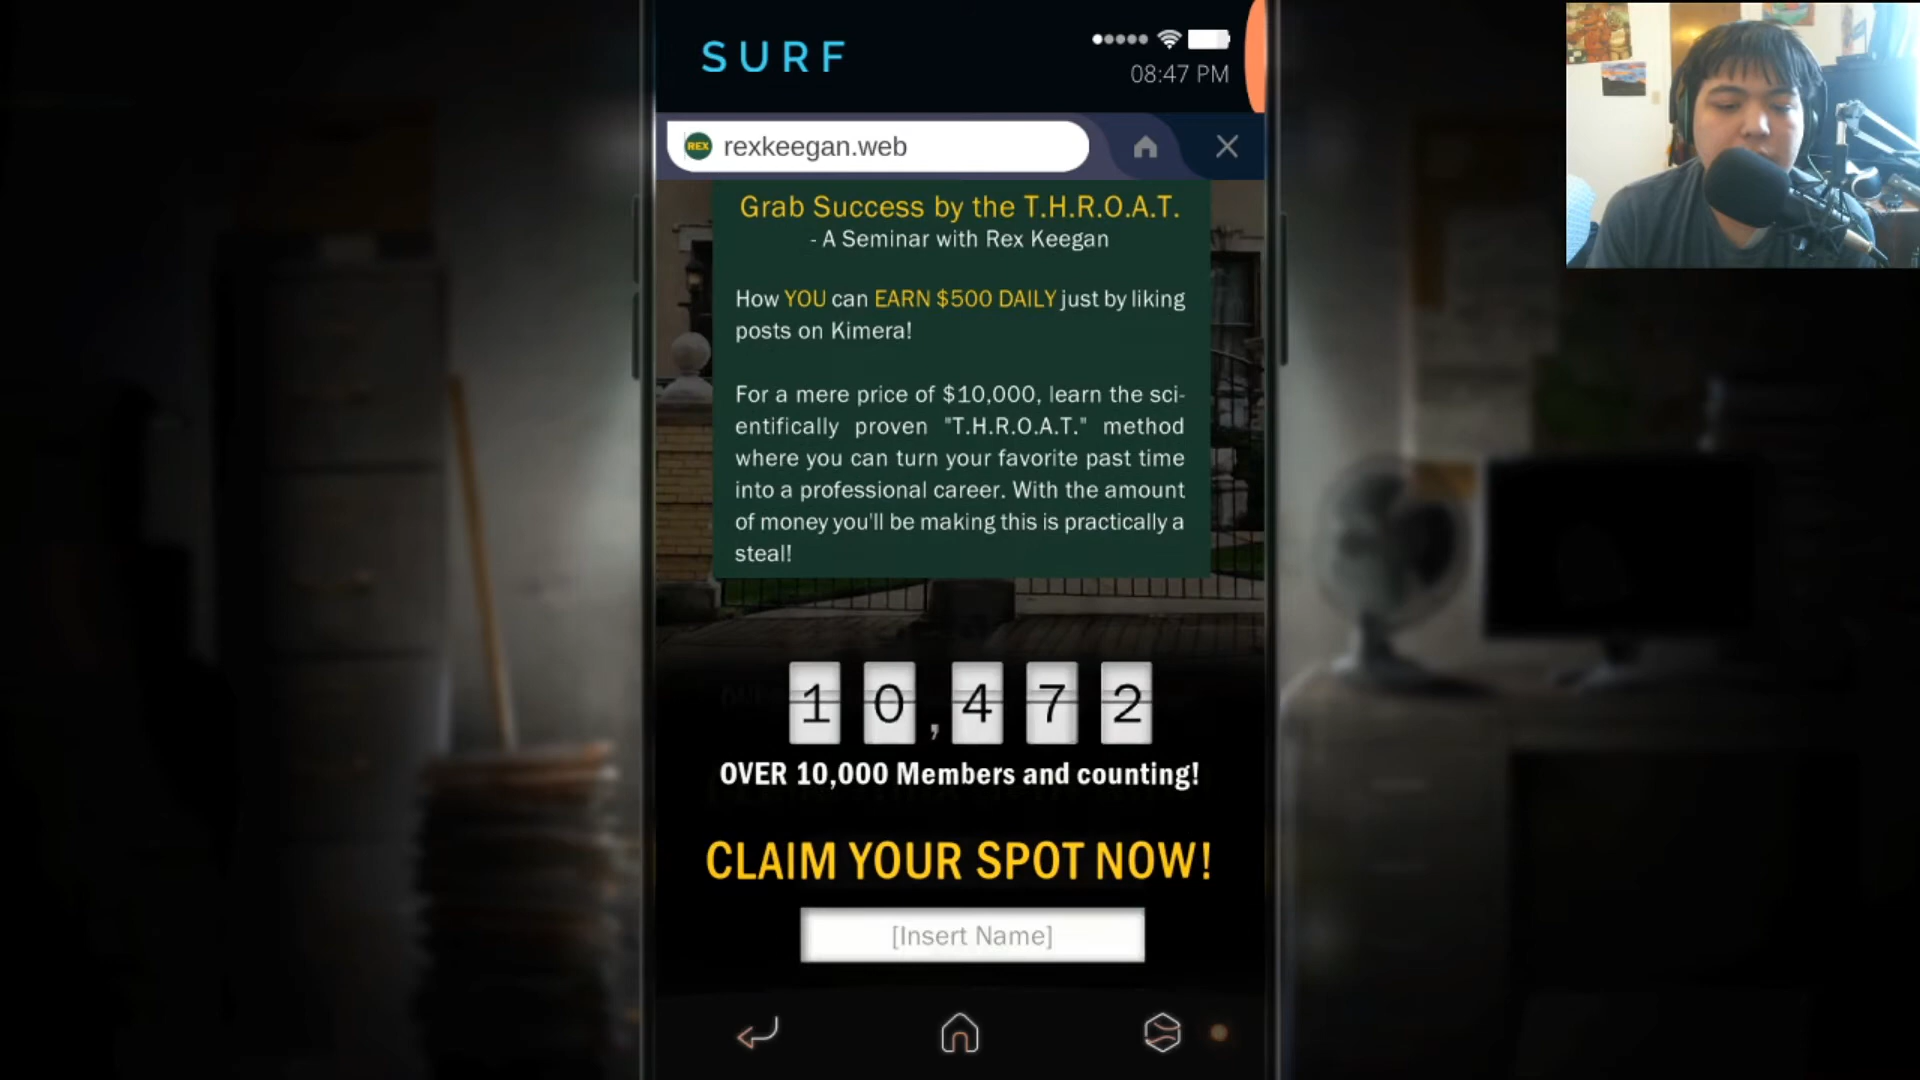 SURF
08:47 PM
REX rexkeegan.web
Grab Success by the T.H.R.O.A.T.
- A Seminar with Rex Keegan
How YOU can EARN $500 DAILY just by liking
posts on Kimera!
For a mere price of $10,000, learn the sci-
entifically proven "T.H.R.O.A.T." method
where you can turn your favorite past time
into a professional career. With the amount
of money you'll be making this is practically a
steal!
10,472
OVER 10,000 Members and counting!
CLAIM YOUR SPOT NOW!
[Insert Name]